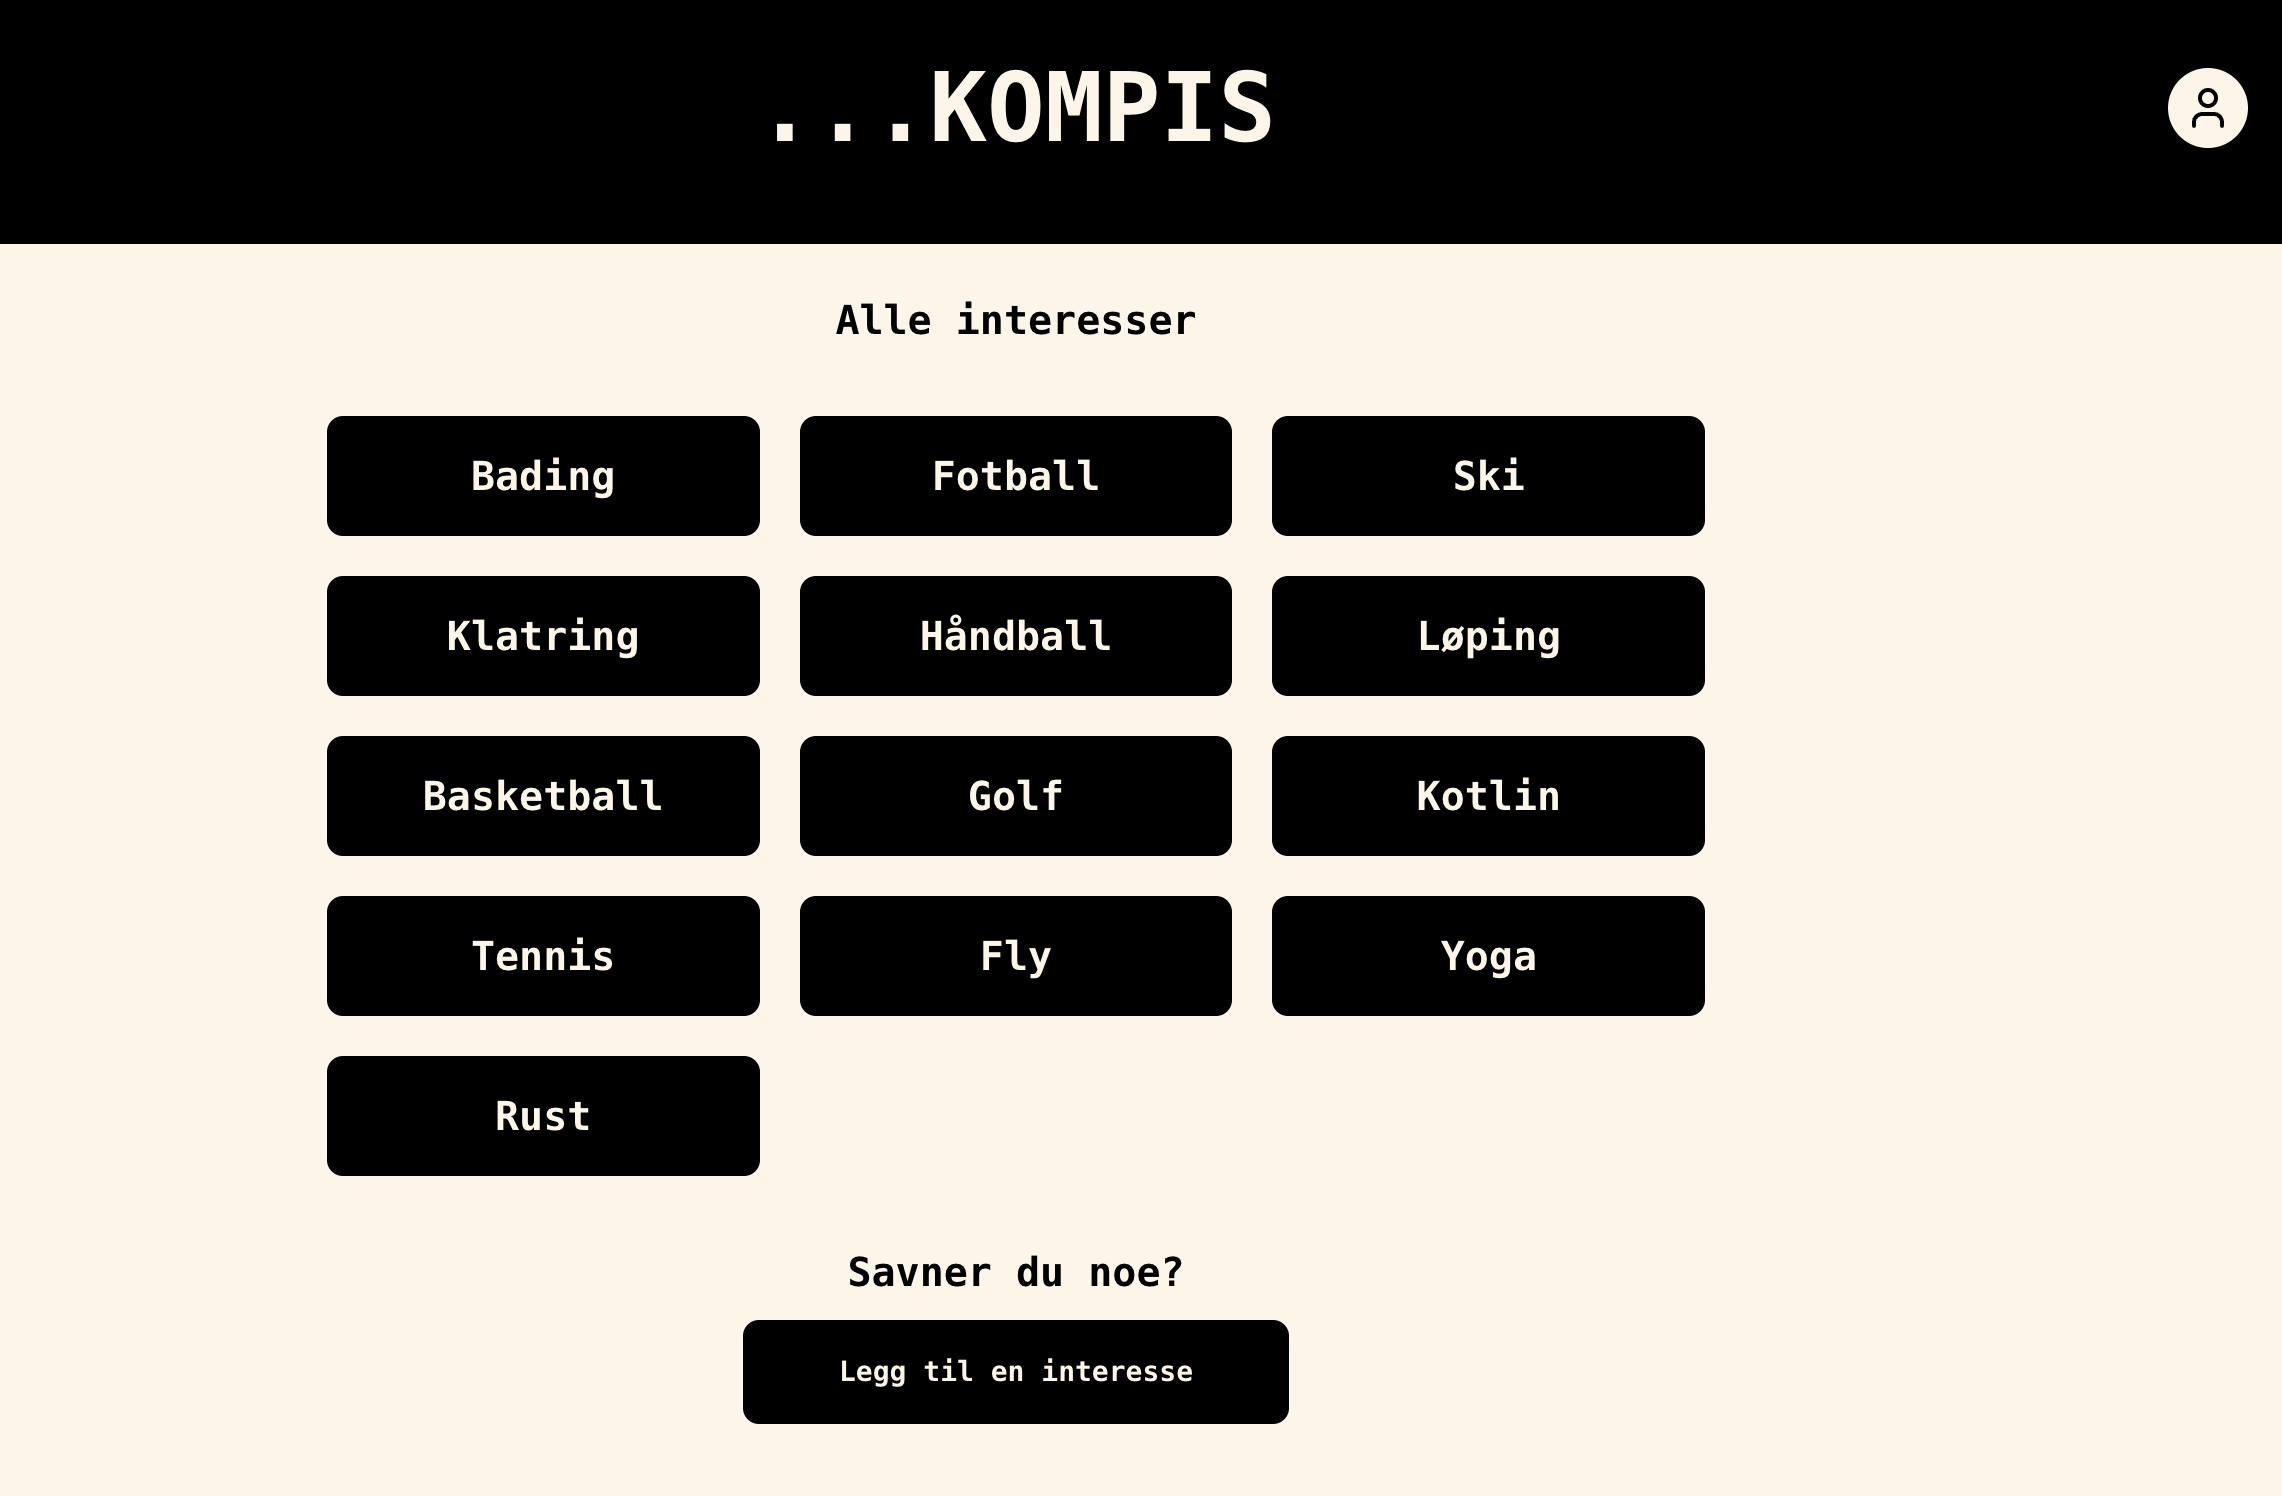 ...KOMPIS
Alle interesser
Bading
Fotball
Ski
Klatring
Håndball
Løping
Basketball
Golf
Kotlin
Tennis
Fly
Yoga
Rust
Savner du noe?
Legg til en interesse